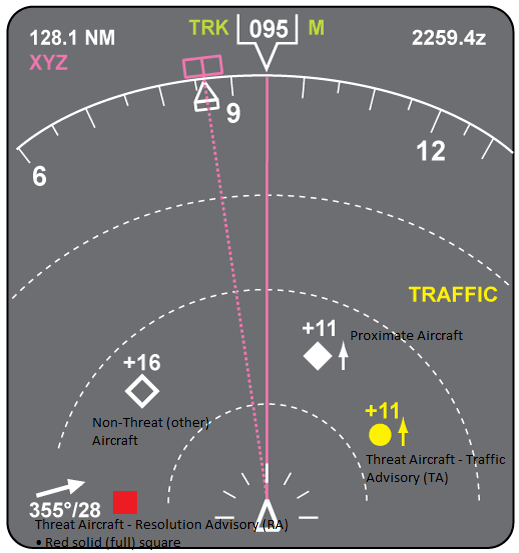 128.1 NM
TRK 095 M
2259.4z
XYZ
6
9
12
TRAFFIC
+11
Proximate Aircraft
+16
Non-Threat (other)
Aircraft
+11
Threat Aircraft - Traffic
Advisory (TA)
355°/28
Threat Aircraft - Resolution Advisory (RA)
• Red solid (full) square